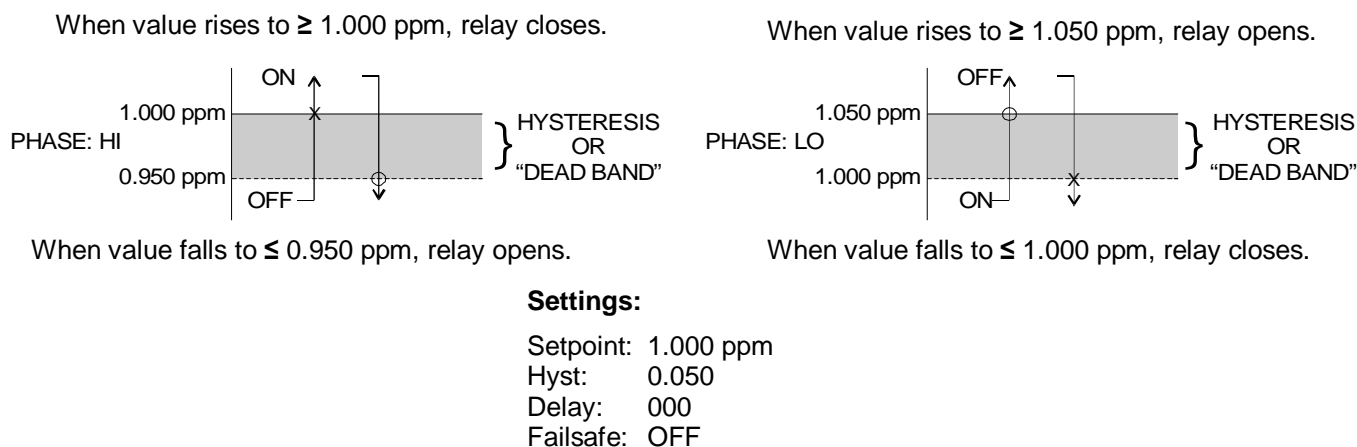 When value rises to ≥ 1.000 ppm, relay closes.
ON
1.000 ppm
X
PHASE: HI
HYSTERESIS
OR
"DEAD BAND"
0.950 ppm
OFF
When value falls to ≤ 0.950 ppm, relay opens.
When value rises to ≥ 1.050 ppm, relay opens.
OFF
1.050 ppm
PHASE: LO
HYSTERESIS
OR
"DEAD BAND"
1.000 ppm
X
ON
When value falls to ≤ 1.000 ppm, relay closes.
Settings:
Setpoint: 1.000 ppm
Hyst: 0.050
Delay: 000
Failsafe: OFF